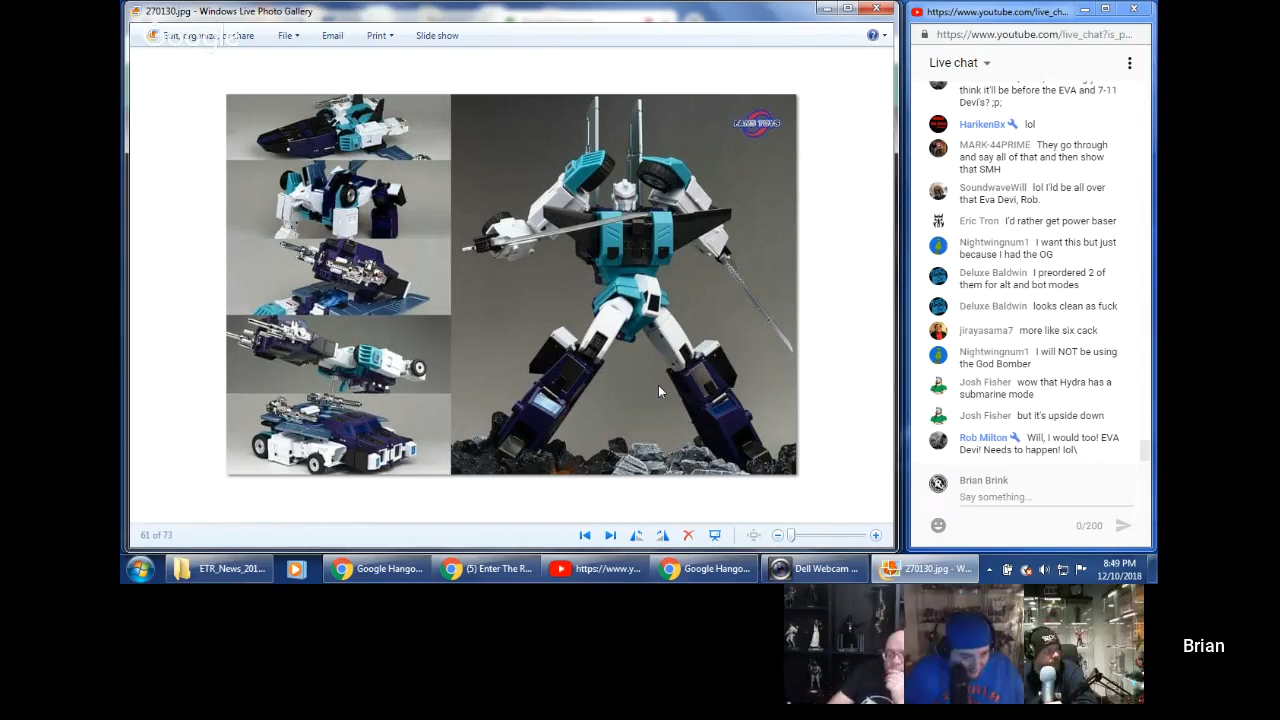 270130.jpg - Windows Live Photo Gallery
Google
File
Email
Print
Slide show
FANS TOYS
61 of 73
https://www.youtube.com/live_ch...
https://www.youtube.com/live_chat?is_p...
Live chat
think it'll be before the EVA and 7-11
Devi's? ;p;
HarikenBx lol
MARK-44PRIME They go through
and say all of that and then show
that SMH
SoundwaveWill lol I'ld be all over
that Eva Devi, Rob.
Eric Tron I'd rather get power baser
Nightwingnum1 I want this but just
because I had the OG
Deluxe Baldwin I preordered 2 of
them for alt and bot modes
Deluxe Baldwin looks clean as fuck
jirayasama7 more like six cack
Nightwingnum1 I will NOT be using
the God Bomber
Josh Fisher wow that Hydra has a
submarine mode
Josh Fisher but it's upside down
Rob Milton Will, I would too! EVA
Devi! Needs to happen! lol\
Brian Brink
Say something...
0/200
ETR_News_201...
Google Hango...
(5) Enter The R...
https://www.y...
Google Hango...
Dell Webcam ...
270130.jpg - W...
8:49 PM
12/10/2018
Brian